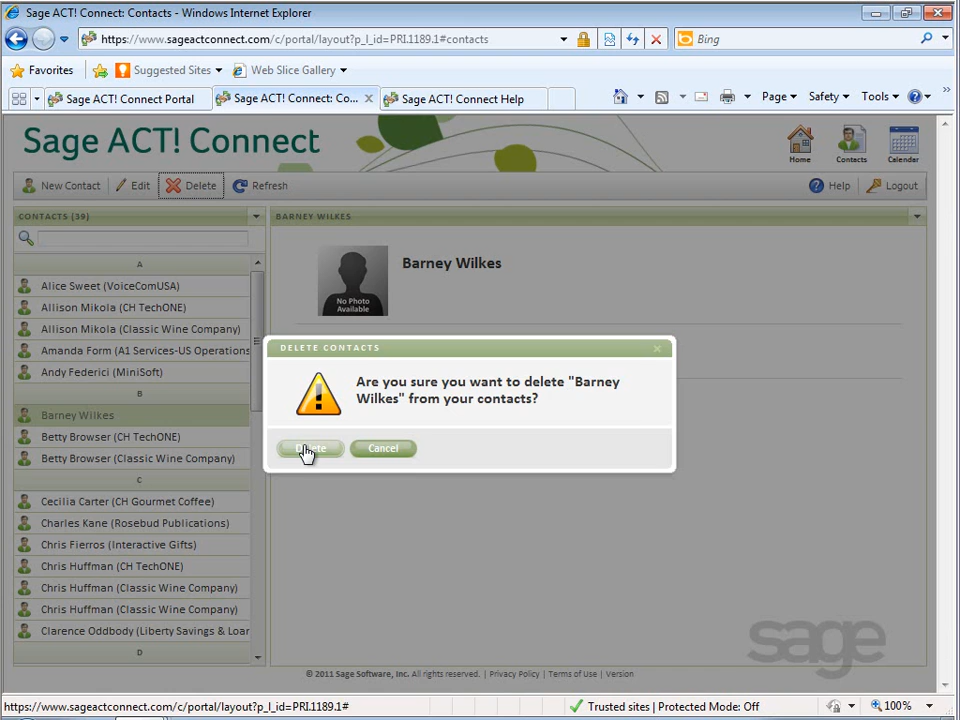 Sage ACT! Connect: Contacts - Windows Internet Explorer
https://www.sageactconnect.com/c/portal/layout?p_l_id=PRI.1189.1#contacts
Bing
Favorites
Suggested Sites
Web Slice Gallery
Sage ACT! Connect Portal
Sage ACT! Connect: Co...
Sage ACT! Connect Help
Page
Safety
Tools
Sage ACT! Connect
Home
Contacts
Calendar
New Contact
Edit
Delete
Refresh
Help
Logout
CONTACTS (39)
A
Alice Sweet (VoiceComUSA)
Allison Mikola (CH TechONE)
Allison Mikola (Classic Wine Company)
Amanda Form (A1 Services-US Operations
Andy Federici (MiniSoft)
B
Barney Wilkes
Betty Browser (CH TechONE)
Betty Browser (Classic Wine Company)
C
Cecilia Carter (CH Gourmet Coffee)
Charles Kane (Rosebud Publications)
Chris Fierros (Interactive Gifts)
Chris Huffman (CH TechONE)
Chris Huffman (Classic Wine Company)
Chris Huffman (Classic Wine Company)
Clarence Oddbody (Liberty Savings & Loar
D
BARNEY WILKES
No Photo
Available
Barney Wilkes
DELETE CONTACTS
Are you sure you want to delete "Barney
Wilkes" from your contacts?
Delete
Cancel
sage
© 2011 Sage Software, Inc. All rights reserved. | Privacy Policy | Terms of Use | Version
https://www.sageactconnect.com/c/portal/layout?p_l_id=PRI.1189.1#
Trusted sites | Protected Mode: Off
100%